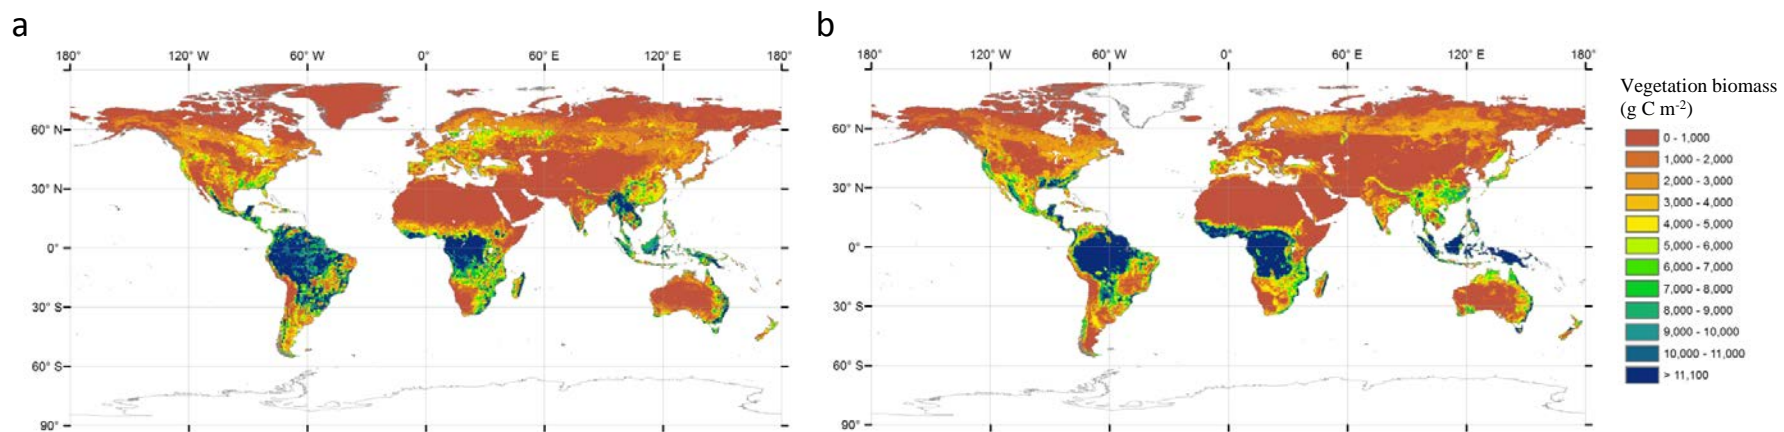 a
b
180° 120° W 60° W 0° 60° E 120° E 180°
180° 120° W 60° W 0° 60° E 120° E 180°
60° N
30° N
0°
30° S
60° S
90°
60° N
30° N
0°
30° S
60° S
90°
Vegetation biomass
(g C m-2)
0 - 1,000
1,000 - 2,000
2,000 - 3,000
3,000 - 4,000
4,000 - 5,000
5,000 - 6,000
6,000 - 7,000
7,000 - 8,000
8,000 - 9,000
9,000 - 10,000
10,000 - 11,000
> 11,100